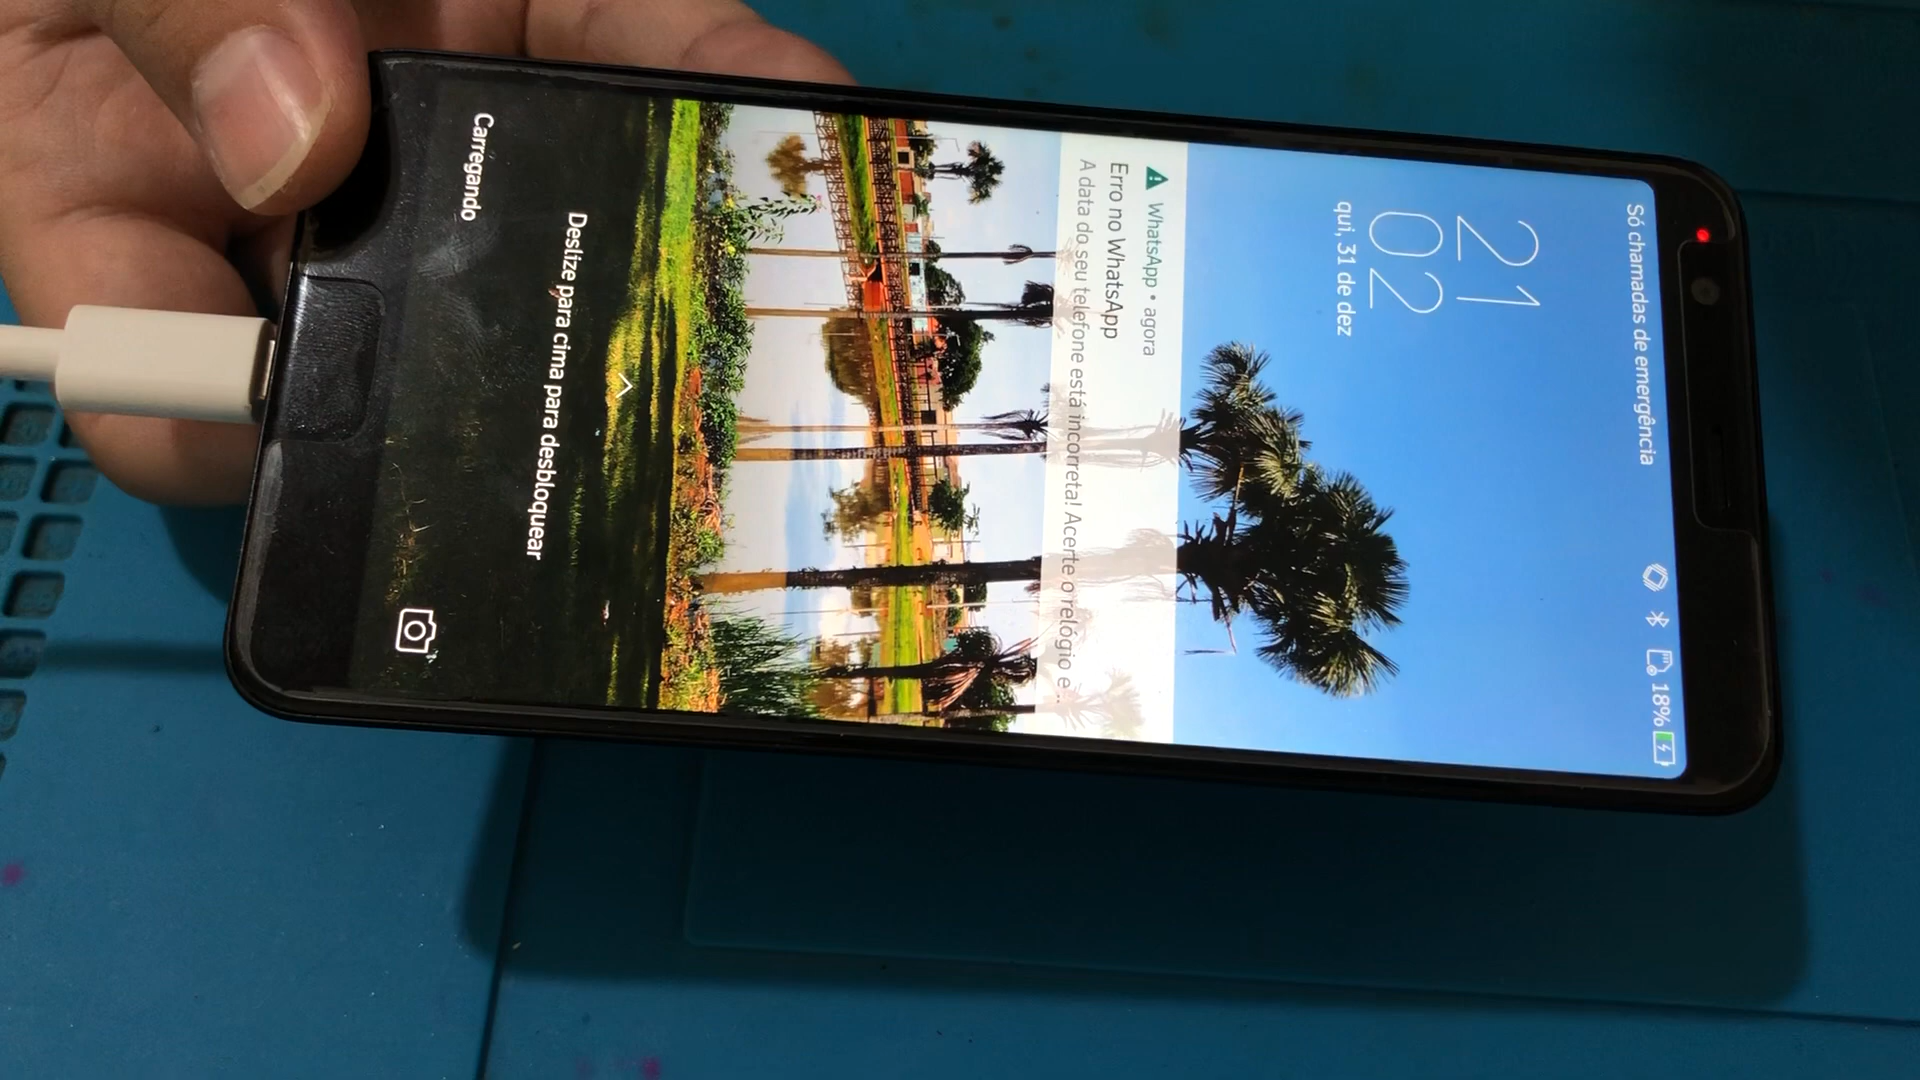 Só chamadas de emergência
18%
21
02
qui, 31 de dez
WhatsApp • agora
Erro no WhatsApp
A data do seu telefone está incorreta! Acerte o relógio e ...
Deslize para cima para desbloquear
Carregando